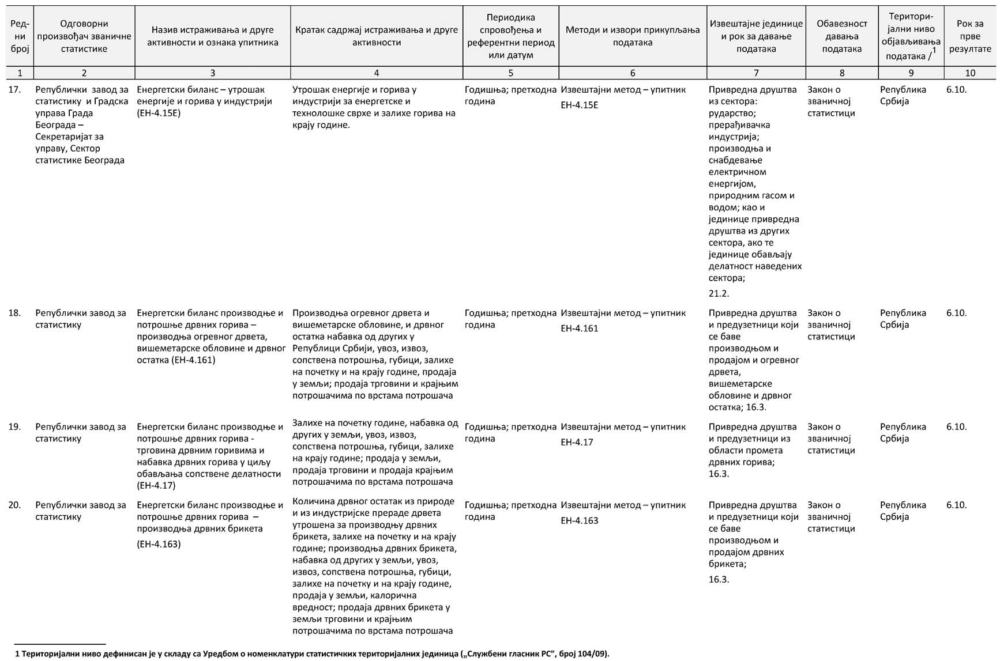 Ред-
ни
број
Одговорни
произвођач званичне
статистике
Назив истраживања и друге
активности и ознака упитника
Кратак садржај истраживања и друге
активности
Периодика
спровођења и
референтни период
или датум
Методи и извори прикупљања
података
Извештајне јединице
и рок за давање
података
Обавезност
давања
података
Територи-
јални ниво
објављивања
података /1
Рок за
прве
резултате
1 2 3 4 5 6 7 8 9 10
17.
Републички завод за
статистику и Градска
управа Града
Београда –
Секретаријат за
управу, Сектор
статистике Београда
Енергетски биланс – утрошак
енергије и горива у индустрији
(ЕН-4.15Е)
Утрошак енергије и горива у
индустрији за енергетске и
технолошке сврхе и залихе горива на
крају године.
Годишња; претходна
година
Извештајни метод – упитник
ЕН-4.15Е
Привредна друштва
из сектора:
рударство;
прерађивачка
индустрија;
производња и
снабдевање
електричном
енергијом,
природним гасом и
водом; као и
јединице привредна
друштва из других
сектора, ако те
јединице обављају
делатност наведених
сектора;
21.2.
Закон о
званичној
статистици
Република
Србија
6.10.
18.
Републички завод за
статистику
Енергетски биланс производње и
потрошње дрвних горива –
производња огревног дрвета,
вишеметарске обловине и дрвног
остатка (ЕН-4.161)
Производња огревног дрвета и
вишеметарске обловине, и дрвног
остатка набавка од других у
Републици Србији, увоз, извоз,
сопствена потрошња, губици, залихе
на почетку и на крају године, продаја
у земљи; продаја трговини и крајњим
потрошачима по врстама потрошача
Годишња; претходна
година
Извештајни метод – упитник
ЕН-4.161
Привредна друштва
и предузетници који
се баве
производњом и
продајом и огревног
дрвета,
вишеметарске
обловине и дрвног
остатка; 16.3.
Закон о
званичној
статистици
Република
Србија
6.10.
19.
Републички завод за
статистику
Енергетски биланс производње и
потрошње дрвних горива -
трговина дрвним горивима и
набавка дрвних горива у циљу
обављања сопствене делатности
(ЕН-4.17)
Залихе на почетку године, набавка од
других у земљи, увоз, извоз,
сопствена потрошња, губици, залихе
на крају године; продаја у земљи,
продаја трговини и продаја крајњим
потрошачима по врстама потрошача
Годишња; претходна
година
Извештајни метод – упитник
ЕН-4.17
Привредна друштва
и предузетници из
области промета
дрвних горива;
16.3.
Закон о
званичној
статистици
Република
Србија
6.10.
20.
Републички завод за
статистику
Енергетски биланс производње и
потрошње дрвних горива –
производња дрвних брикета
(ЕН-4.163)
Количина дрвног остатак из природе
и из индустријске прераде дрвета
утрошена за производњу дрвних
брикета, залихе на почетку и на крају
године; производња дрвних брикета,
набавка од других у земљи, увоз,
извоз, сопствена потрошња, губици,
залихе на почетку и на крају године,
продаја у земљи, калорична
вредност; продаја дрвних брикета у
земљи трговини и крајњим
потрошачима по врстама потрошача
Годишња; претходна
година
Извештајни метод – упитник
ЕН-4.163
Привредна друштва
и предузетници који
се баве
производњом и
продајом дрвних
брикета;
16.3.
Закон о
званичној
статистици
Република
Србија
6.10.
1 Територијални ниво дефинисан је у складу са Уредбом о номенклатури статистичких територијалних јединица („Службени гласник РС”, број 104/09).